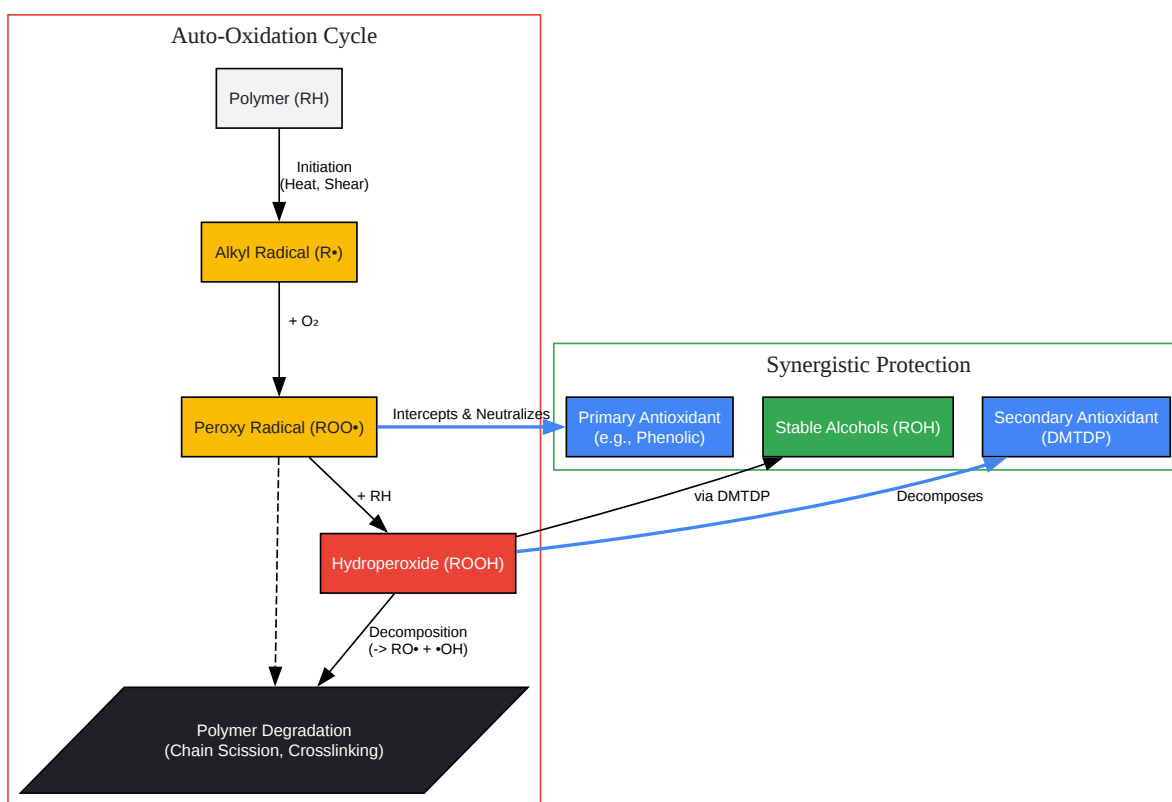 Auto-Oxidation Cycle
Polymer (RH)
Initiation
(Heat, Shear)
Alkyl Radical (R•)
+ O₂
Synergistic Protection
Peroxy Radical (ROO•)
Intercepts & Neutralizes
Primary Antioxidant
(e.g., Phenolic)
Stable Alcohols (ROH)
Secondary Antioxidant
(DMTDP)
+ RH
via DMTDP
Decomposes
Hydroperoxide (ROOH)
Decomposition
(-> RO• + •OH)
Polymer Degradation
(Chain Scission, Crosslinking)